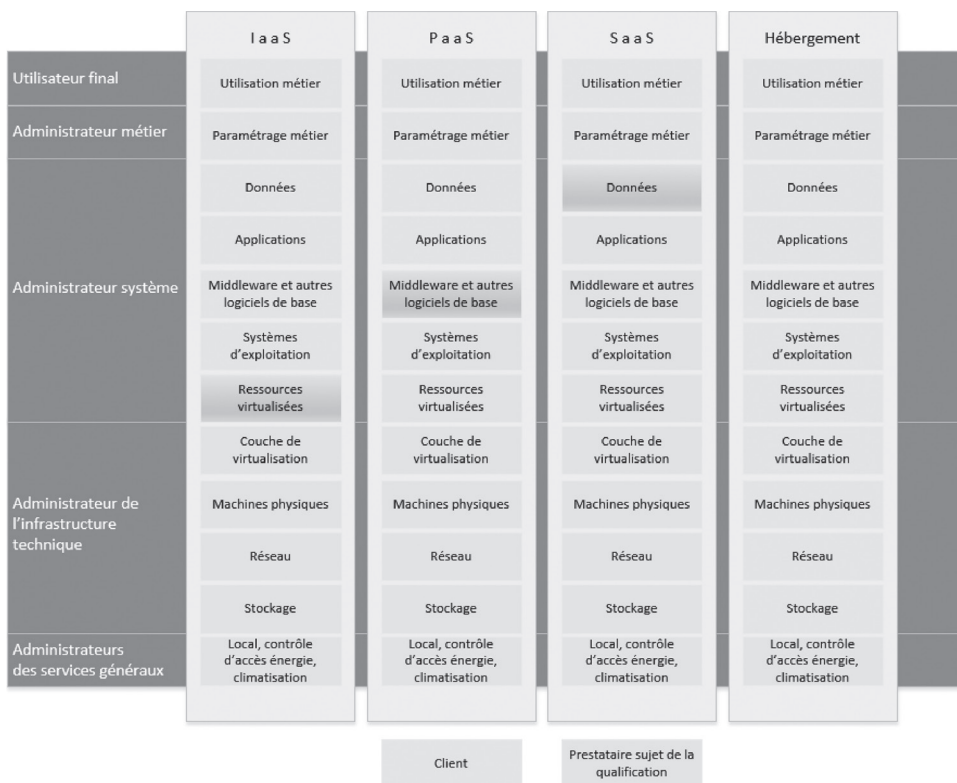 I a a S
P a a S
S a a S
Hébergement
Utilisateur final
Utilisation métier
Utilisation métier
Utilisation métier
Utilisation métier
Administrateur métier
Paramétrage métier
Paramétrage métier
Paramétrage métier
Paramétrage métier
Administrateur système
Données
Données
Données
Données
Applications
Applications
Applications
Applications
Middleware et autres
logiciels de base
Middleware et autres
logiciels de base
Middleware et autres
logiciels de base
Middleware et autres
logiciels de base
Systèmes
d'exploitation
Systèmes
d'exploitation
Systèmes
d'exploitation
Systèmes
d'exploitation
Ressources
virtualisées
Ressources
virtualisées
Ressources
virtualisées
Ressources
virtualisées
Administrateur de
l'infrastructure
technique
Couche de
virtualisation
Couche de
virtualisation
Couche de
virtualisation
Couche de
virtualisation
Machines physiques
Machines physiques
Machines physiques
Machines physiques
Réseau
Réseau
Réseau
Réseau
Stockage
Stockage
Stockage
Stockage
Administrateurs
des services généraux
Local, contrôle
d'accès énergie,
climatisation
Local, contrôle
d'accès énergie,
climatisation
Local, contrôle
d'accès énergie,
climatisation
Local, contrôle
d'accès énergie,
climatisation
Client
Prestataire sujet de la
qualification